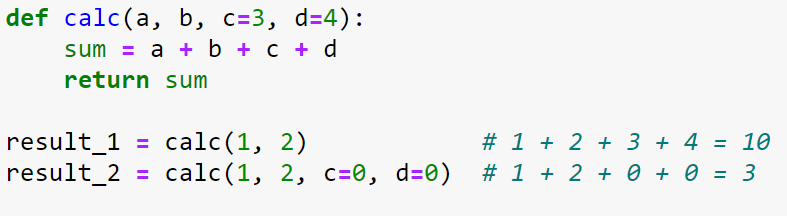 def calc(a, b, c=3, d=4):
    sum = a + b + c + d
    return sum

result_1 = calc(1, 2)            # 1 + 2 + 3 + 4 = 10
result_2 = calc(1, 2, c=0, d=0)  # 1 + 2 + 0 + 0 = 3